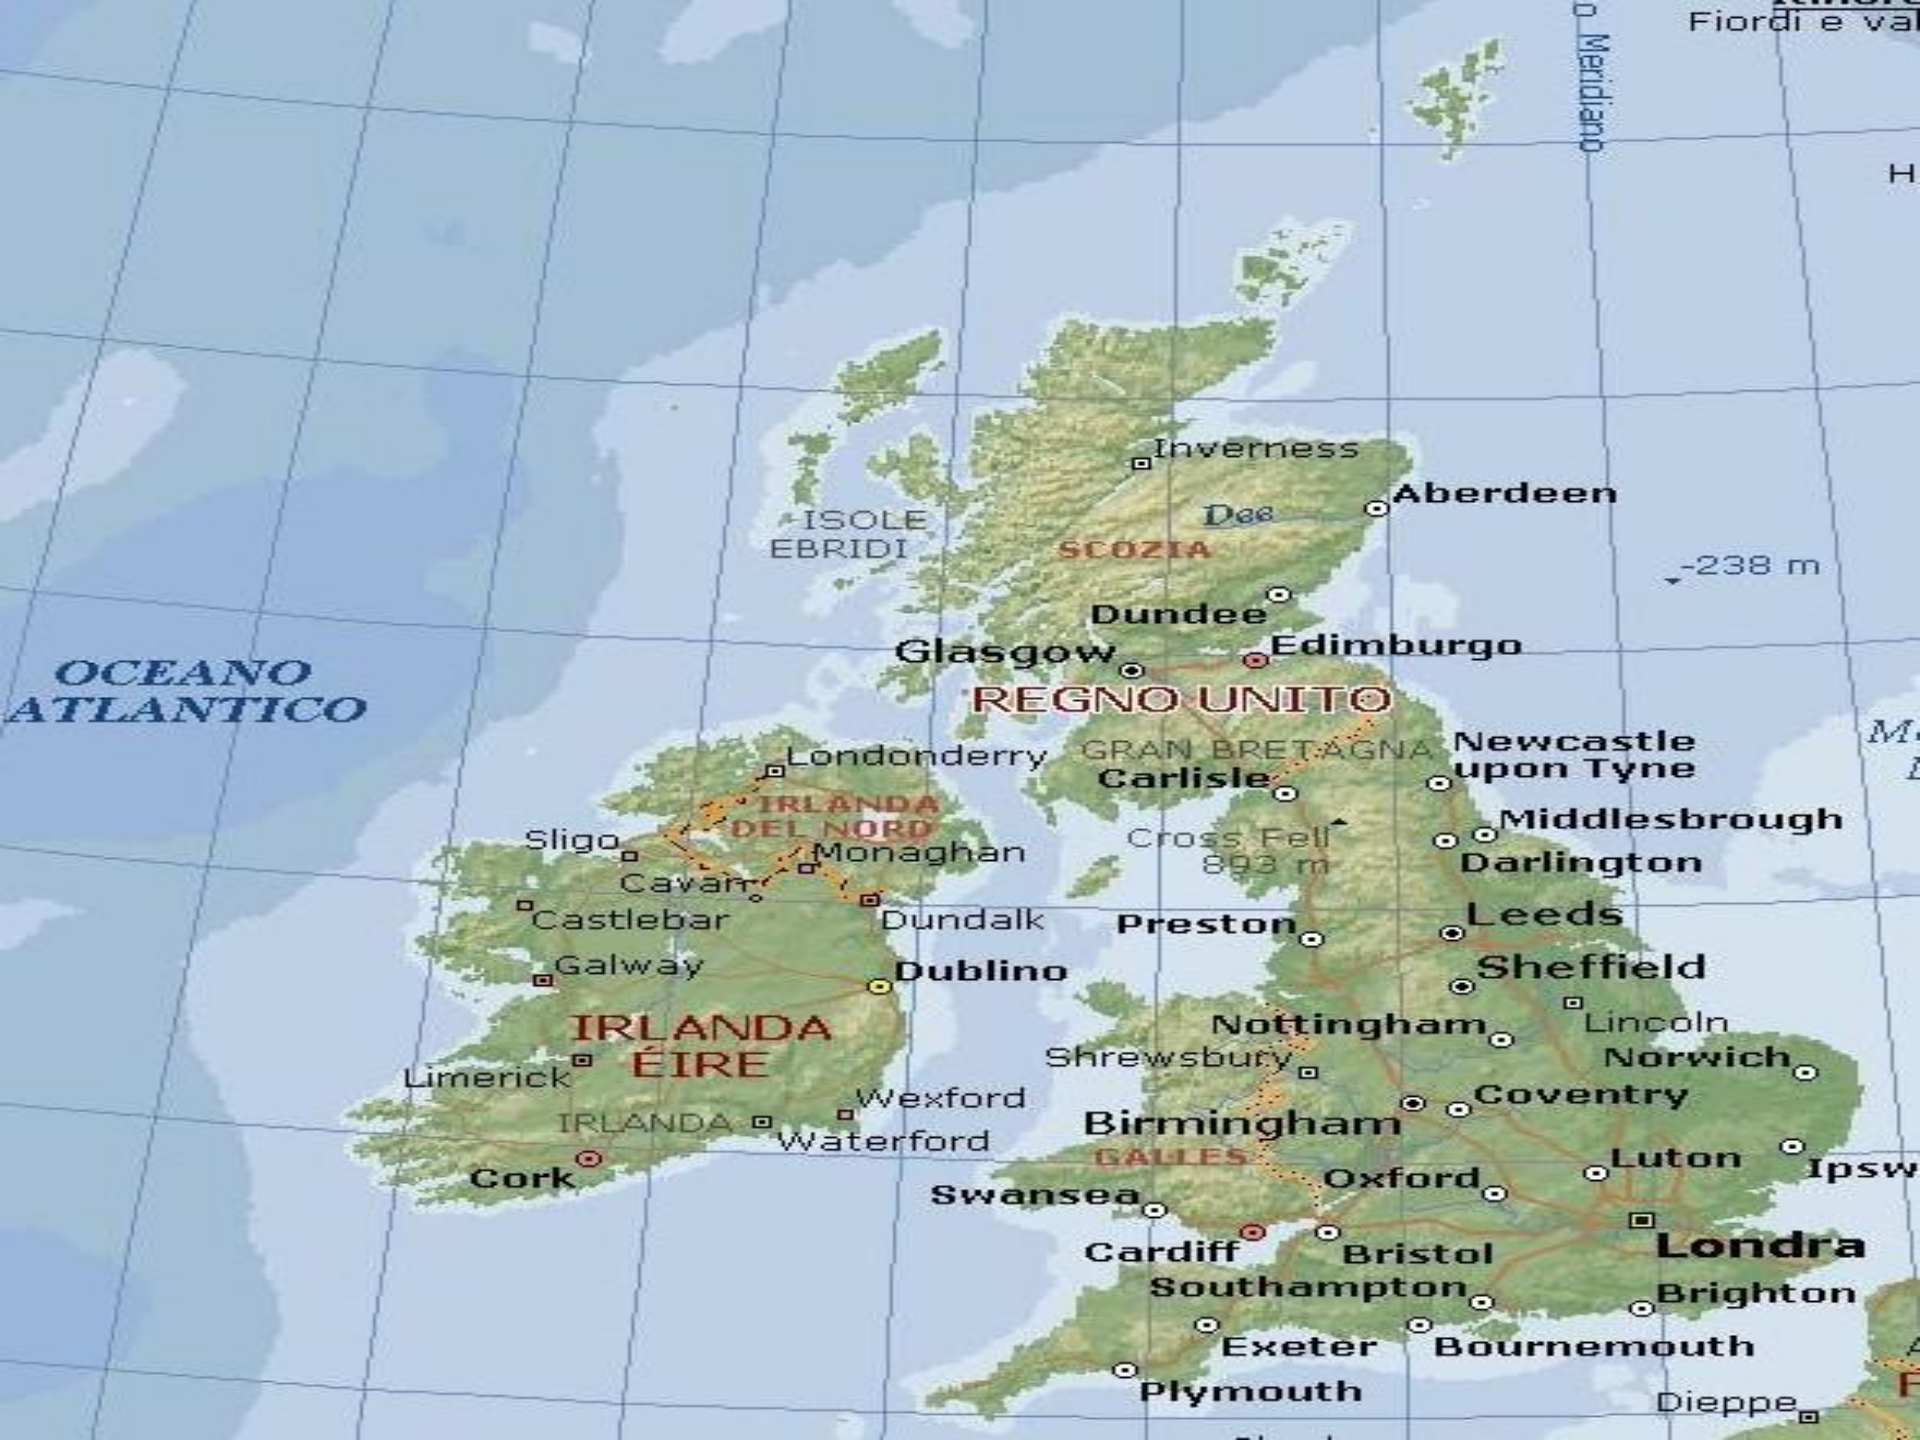 Fiordi e val
o. Meridiano
H
Inverness
Aberdeen
Dee
ISOLE
EBRIDI
SCOZIA
-238 m
Dundee
Glasgow
Edimburgo
OCEANO
ATLANTICO
REGNO UNITO
Londonderry
GRAN BRETAGNA
Newcastle
upon Tyne
Carlisle
IRLANDA
DEL NORD
Sligo
Monaghan
Cross Fell
893 m
Middlesbrough
Darlington
Cavan
Castlebar
Dundalk
Preston
Leeds
Galway
Dublino
Sheffield
IRLANDA
ÉIRE
Nottingham
Lincoln
Shrewsbury
Norwich
Limerick
Wexford
Coventry
IRLANDA
Waterford
Birmingham
GALLES
Cork
Oxford
Luton
Ipsw
Swansea
Cardiff
Bristol
Londra
Southampton
Brighton
Exeter
Bournemouth
Plymouth
Dieppe